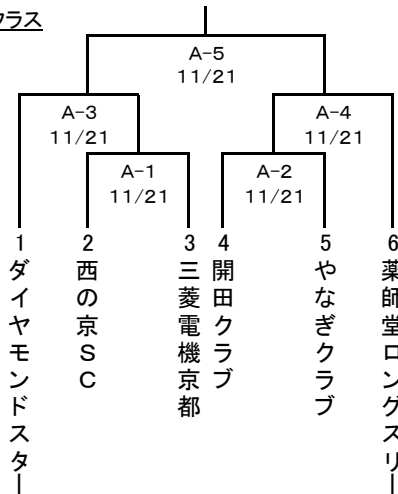 クラス
A-5
11/21
A-3
11/21
A-4
11/21
A-1
11/21
A-2
11/21
1 2 3 4 5 6
ダイヤモンドスター
西の京SC
三菱電機京都
開田クラブ
やなぎクラブ
薬師堂ロングスリー